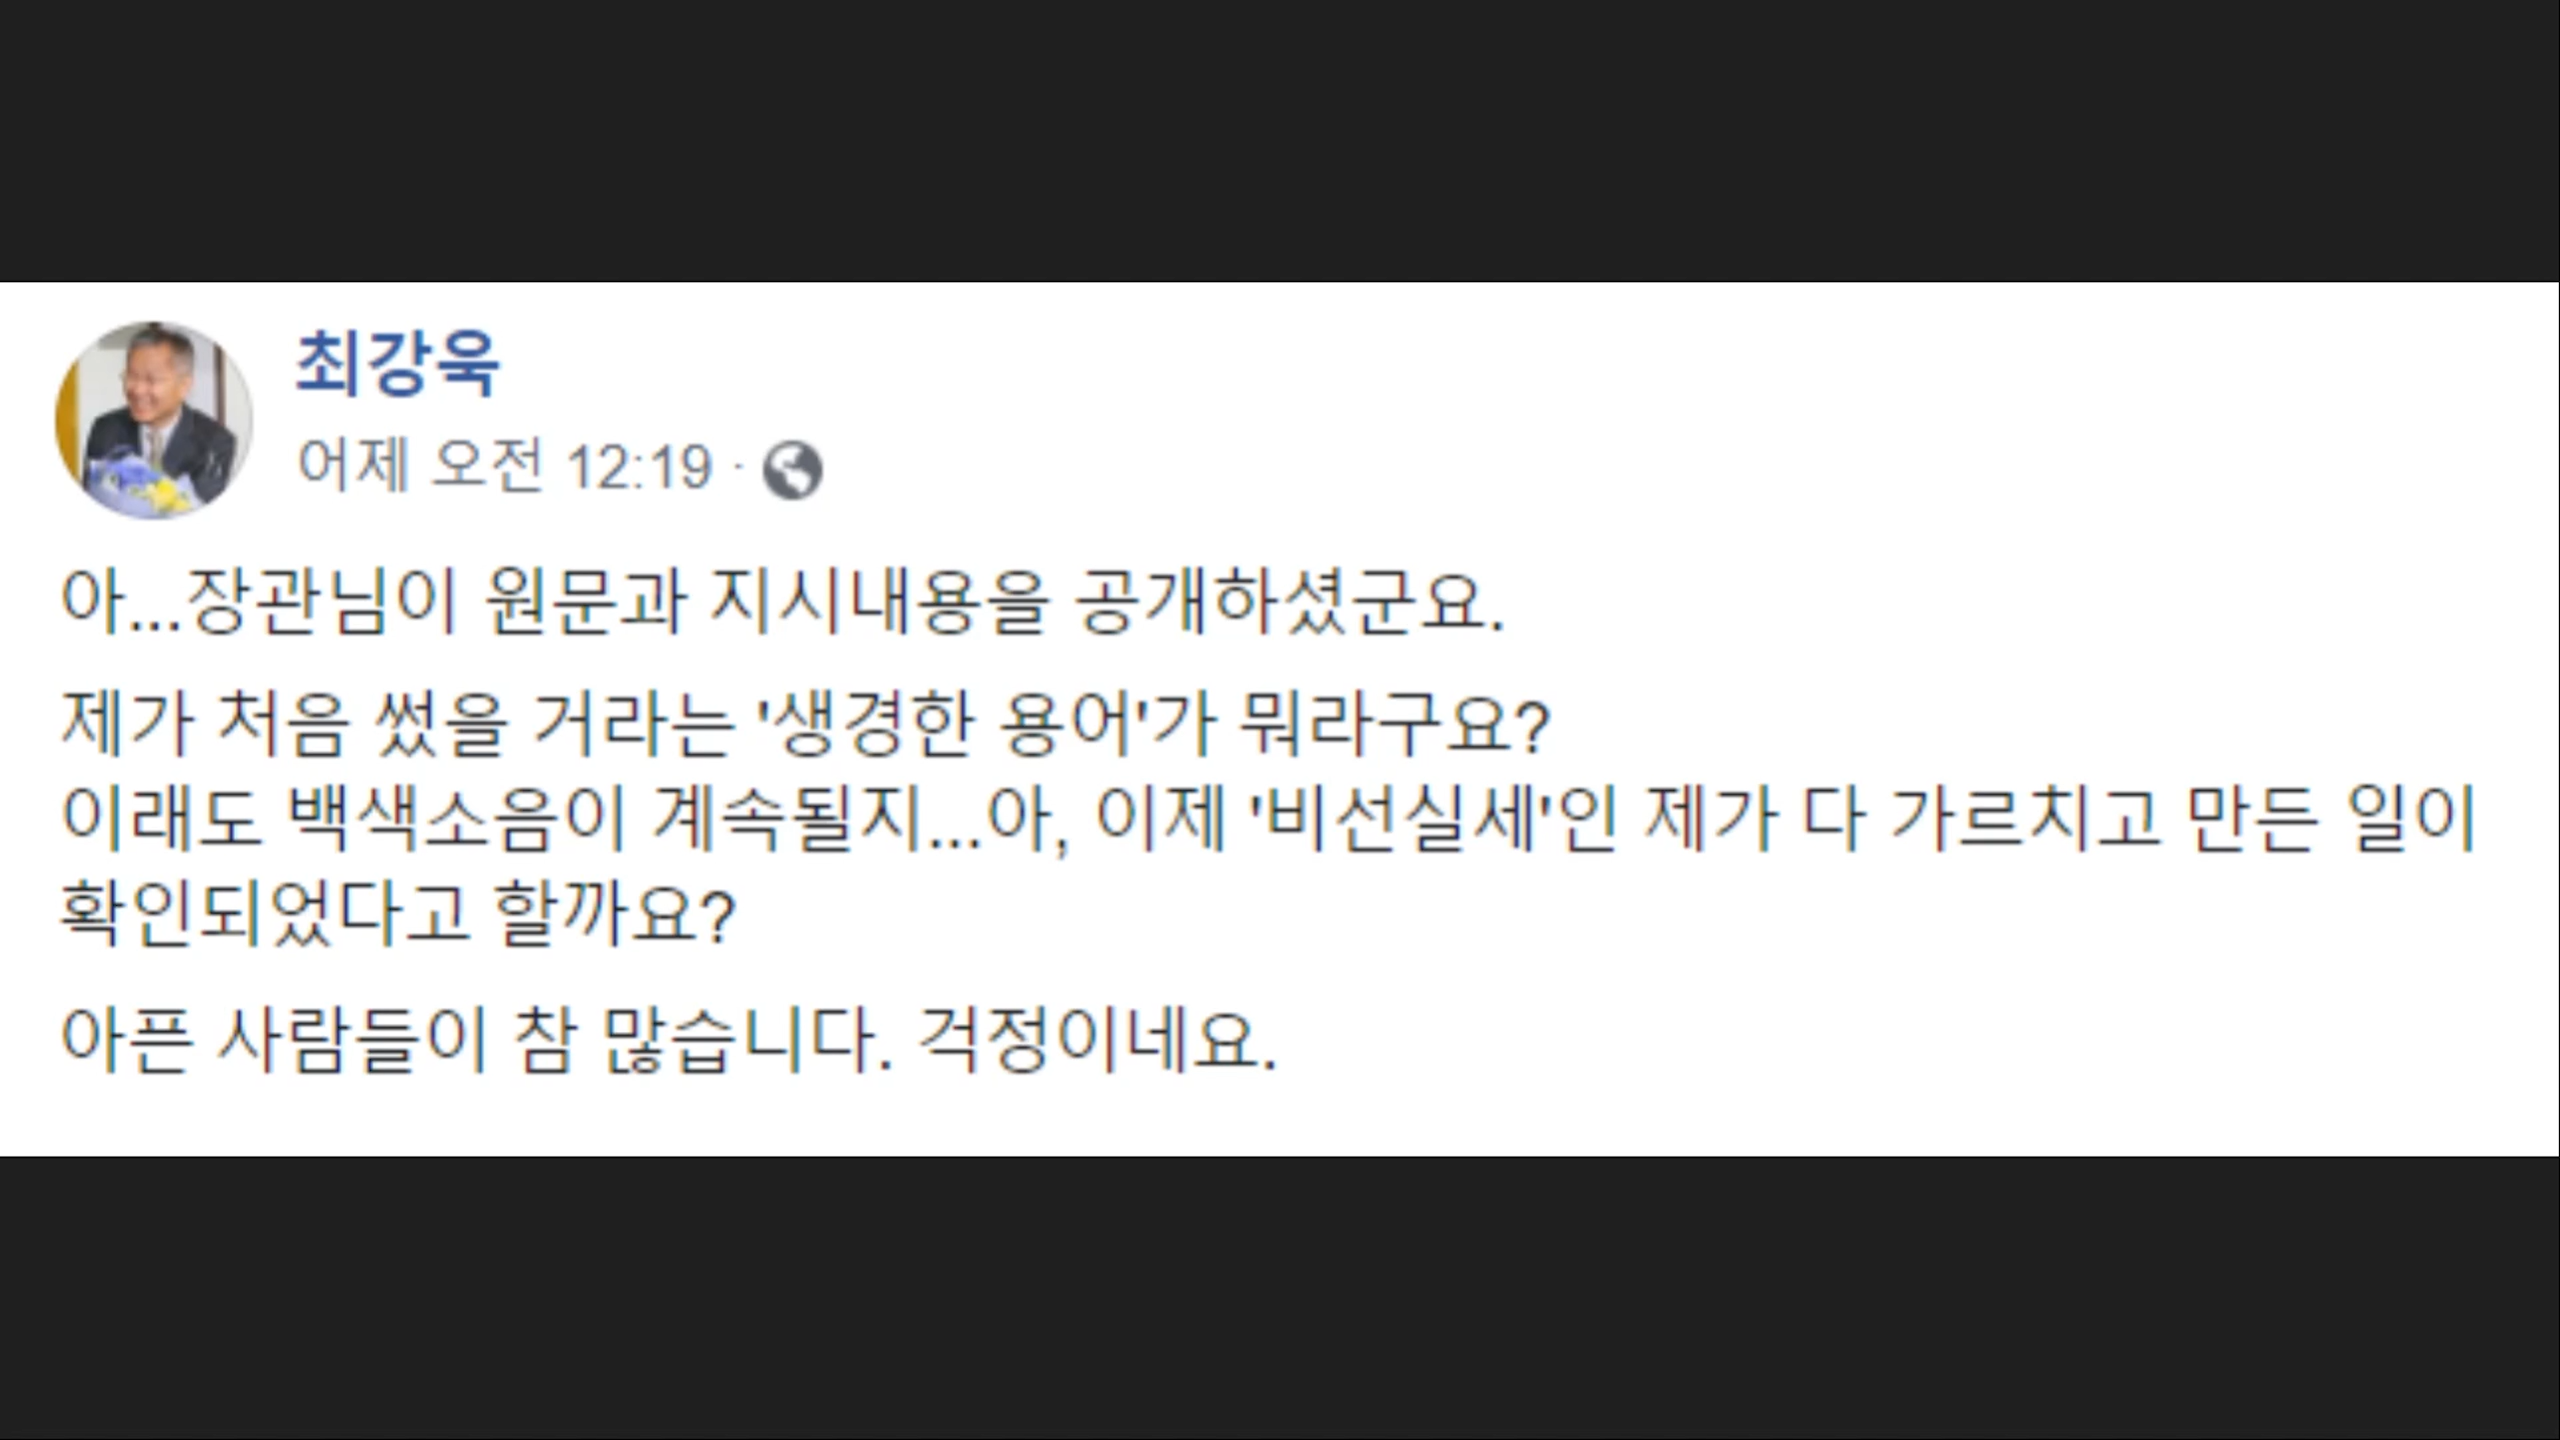 최강욱
어제 오전 12:19 ·
아...장관님이 원문과 지시내용을 공개하셨군요.
제가 처음 썼을 거라는 '생경한 용어'가 뭐라구요?
이래도 백색소음이 계속될지...아, 이제 '비선실세'인 제가 다 가르치고 만든 일이
확인되었다고 할까요?
아픈 사람들이 참 많습니다. 걱정이네요.